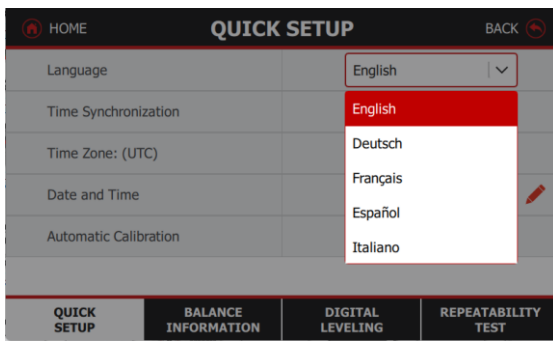 HOME
QUICK SETUP
BACK
Language
English
Time Synchronization
English
Time Zone: (UTC)
Deutsch
Français
Date and Time
Español
Automatic Calibration
Italiano
QUICK
SETUP
BALANCE
INFORMATION
DIGITAL
LEVELING
REPEATABILITY
TEST